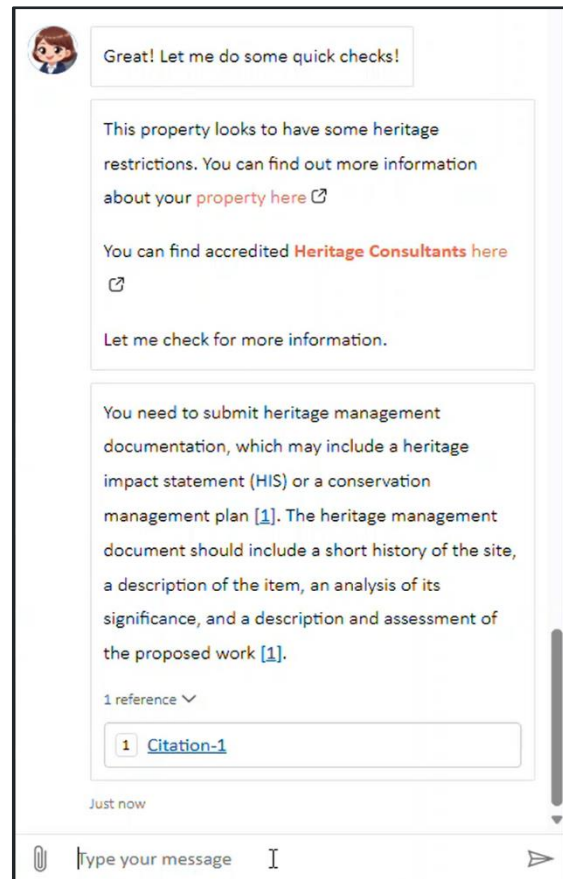 Great! Let me do some quick checks!
This property looks to have some heritage
restrictions. You can find out more information
about your property here
You can find accredited Heritage Consultants here
Let me check for more information.
You need to submit heritage management
documentation, which may include a heritage
impact statement (HIS) or a conservation
management plan [1]. The heritage management
document should include a short history of the site,
a description of the item, an analysis of its
significance, and a description and assessment of
the proposed work [1].
1 reference
1 Citation-1
Just now
Type your message